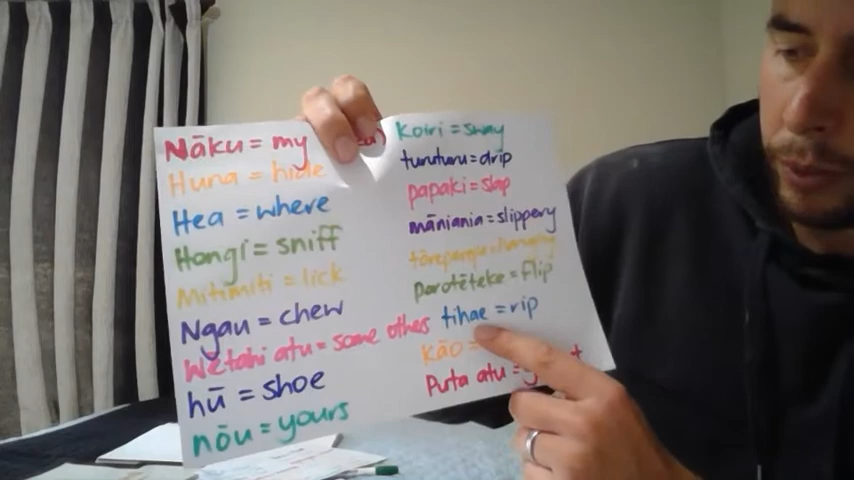 Nāku = my
Huna = hide
Hea = where
Hongi = sniff
Mitimiti = lick
Ngau = chew
Wētahi atu = some others
hū = shoe
nōu = yours
Koiri = sway
turuturu = drip
papaki = slap
māniania = slippery
parotēteke = flip
tīhae = rip
Kāo =
Puta atu =